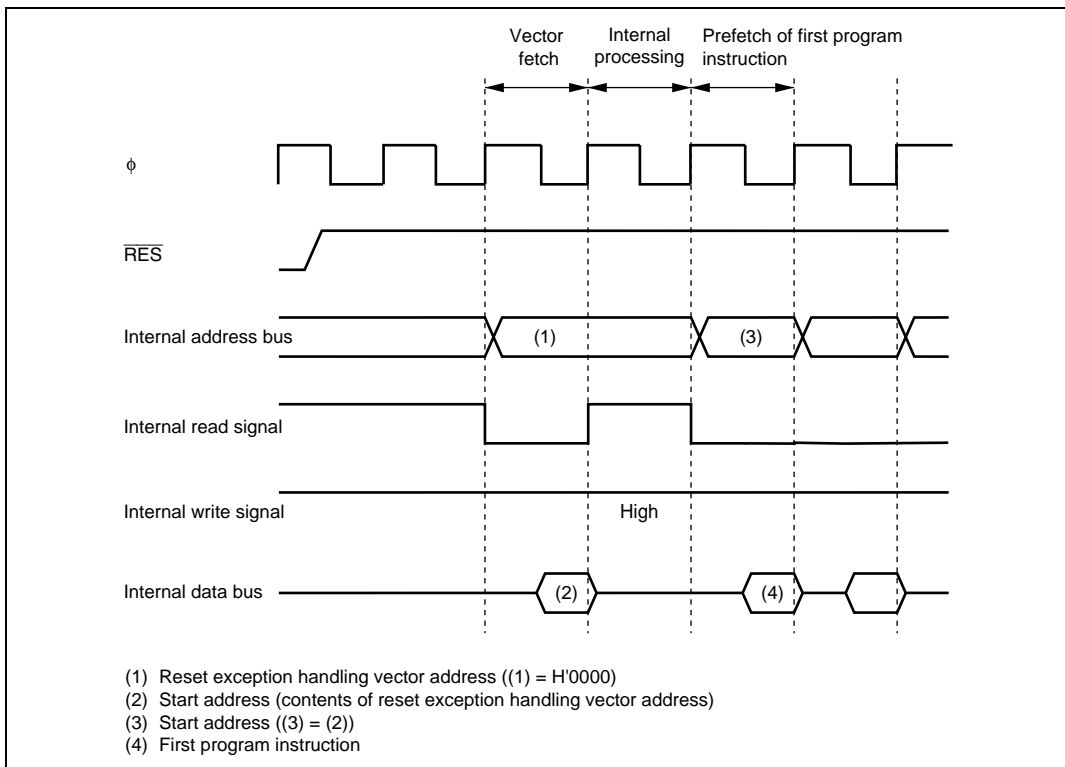 Vector
fetch
Internal
processing
Prefetch of first program
instruction
ϕ
RES
Internal address bus
(1)
(3)
Internal read signal
Internal write signal
High
Internal data bus
(2)
(4)
(1) Reset exception handling vector address ((1) = H'0000)
(2) Start address (contents of reset exception handling vector address)
(3) Start address ((3) = (2))
(4) First program instruction